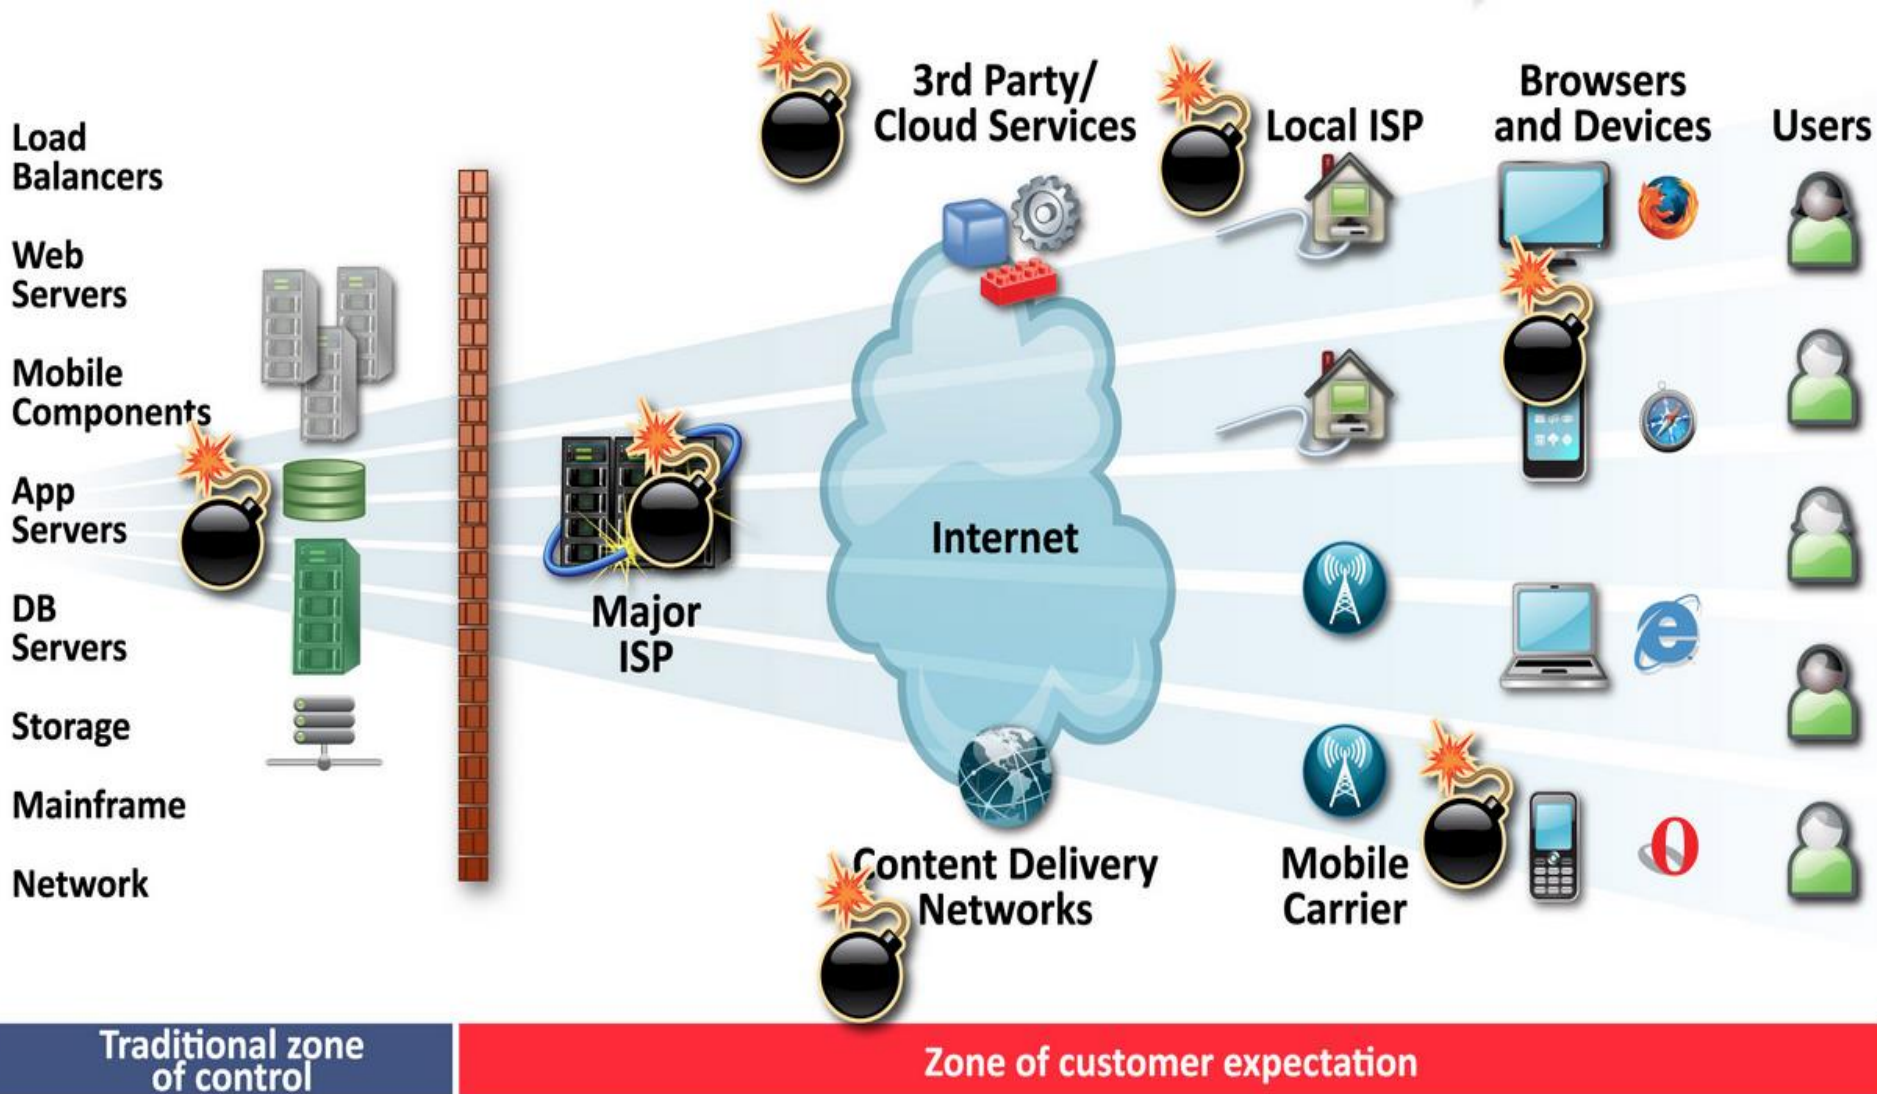 Load
Balancers
Web
Servers
Mobile
Components
App
Servers
DB
Servers
Storage
Mainframe
Network
Major
ISP
3rd Party/
Cloud Services
Internet
Content Delivery
Networks
Local ISP
Mobile
Carrier
Browsers
and Devices
Users
Traditional zone
of control
Zone of customer expectation